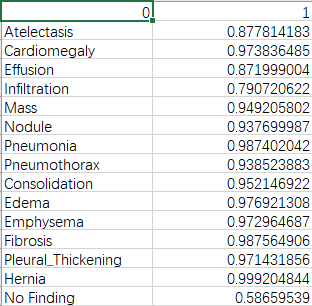 0 1
Atelectasis 0.877814183
Cardiomegaly 0.973836485
Effusion 0.871999004
Infiltration 0.790720622
Mass 0.949205802
Nodule 0.937699987
Pneumonia 0.987402042
Pneumothorax 0.938523883
Consolidation 0.952146922
Edema 0.976921308
Emphysema 0.972964687
Fibrosis 0.987564906
Pleural_Thickening 0.971431856
Hernia 0.999204844
No Finding 0.58659539